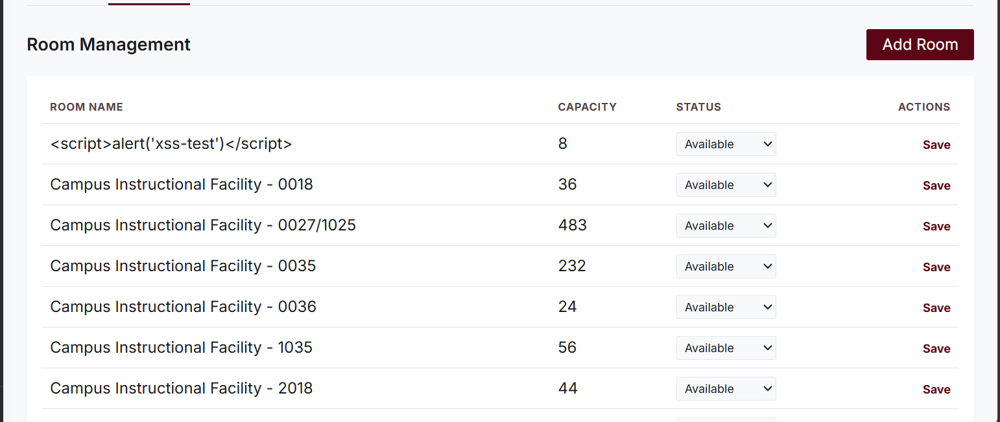 Room Management
Add Room
ROOM NAME CAPACITY STATUS ACTIONS
<script>alert('xss-test')</script> 8 Available Save
Campus Instructional Facility - 0018 36 Available Save
Campus Instructional Facility - 0027/1025 483 Available Save
Campus Instructional Facility - 0035 232 Available Save
Campus Instructional Facility - 0036 24 Available Save
Campus Instructional Facility - 1035 56 Available Save
Campus Instructional Facility - 2018 44 Available Save